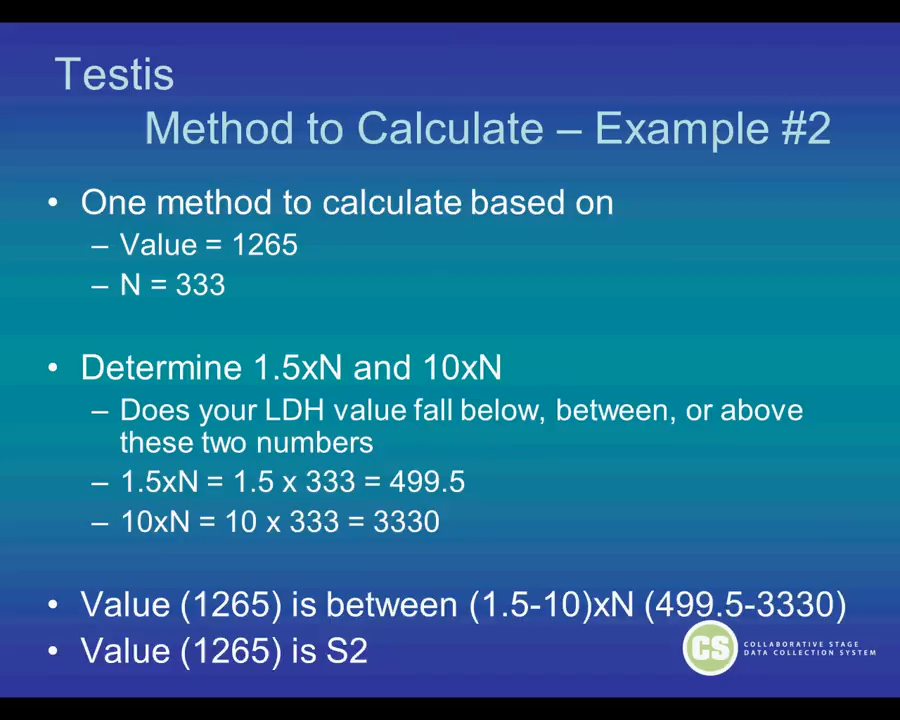 Testis
Method to Calculate – Example #2
• One method to calculate based on
– Value = 1265
– N = 333
• Determine 1.5xN and 10xN
– Does your LDH value fall below, between, or above
these two numbers
– 1.5xN = 1.5 x 333 = 499.5
– 10xN = 10 x 333 = 3330
• Value (1265) is between (1.5-10)xN (499.5-3330)
• Value (1265) is S2
CS
COLLABORATIVE STAGE
DATA COLLECTION SYSTEM